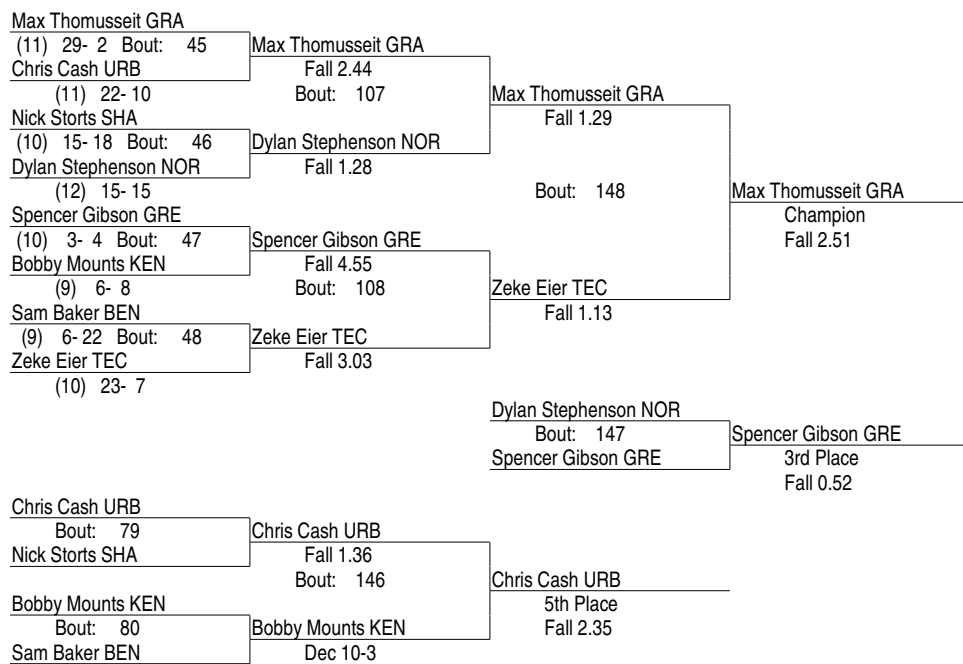 Max Thomusseit GRA
(11) 29- 2 Bout: 45
Max Thomusseit GRA
Chris Cash URB
Fall 2.44
(11) 22- 10
Bout: 107
Max Thomusseit GRA
Nick Storts SHA
Fall 1.29
(10) 15- 18 Bout: 46
Dylan Stephenson NOR
Dylan Stephenson NOR
Fall 1.28
(12) 15- 15
Bout: 148
Max Thomusseit GRA
Spencer Gibson GRE
Champion
(10) 3- 4 Bout: 47
Spencer Gibson GRE
Fall 2.51
Bobby Mounts KEN
Fall 4.55
(9) 6- 8
Bout: 108
Zeke Eier TEC
Sam Baker BEN
Fall 1.13
(9) 6- 22 Bout: 48
Zeke Eier TEC
Zeke Eier TEC
Fall 3.03
(10) 23- 7
Dylan Stephenson NOR
Bout: 147
Spencer Gibson GRE
Spencer Gibson GRE
3rd Place
Fall 0.52
Chris Cash URB
Bout: 79
Chris Cash URB
Nick Storts SHA
Fall 1.36
Bout: 146
Chris Cash URB
Bobby Mounts KEN
5th Place
Bout: 80
Bobby Mounts KEN
Fall 2.35
Sam Baker BEN
Dec 10-3